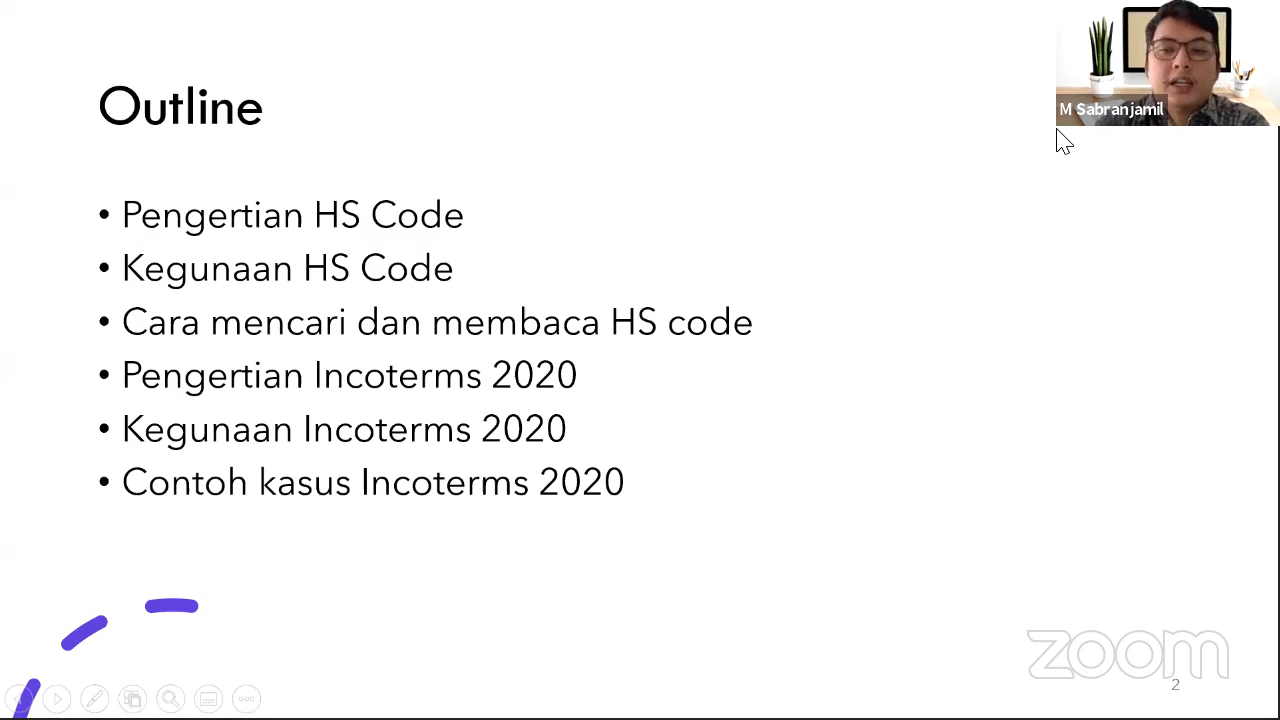 M Sabranjamil
Outline
• Pengertian HS Code
• Kegunaan HS Code
• Cara mencari dan membaca HS code
• Pengertian Incoterms 2020
• Kegunaan Incoterms 2020
• Contoh kasus Incoterms 2020
zoom
2